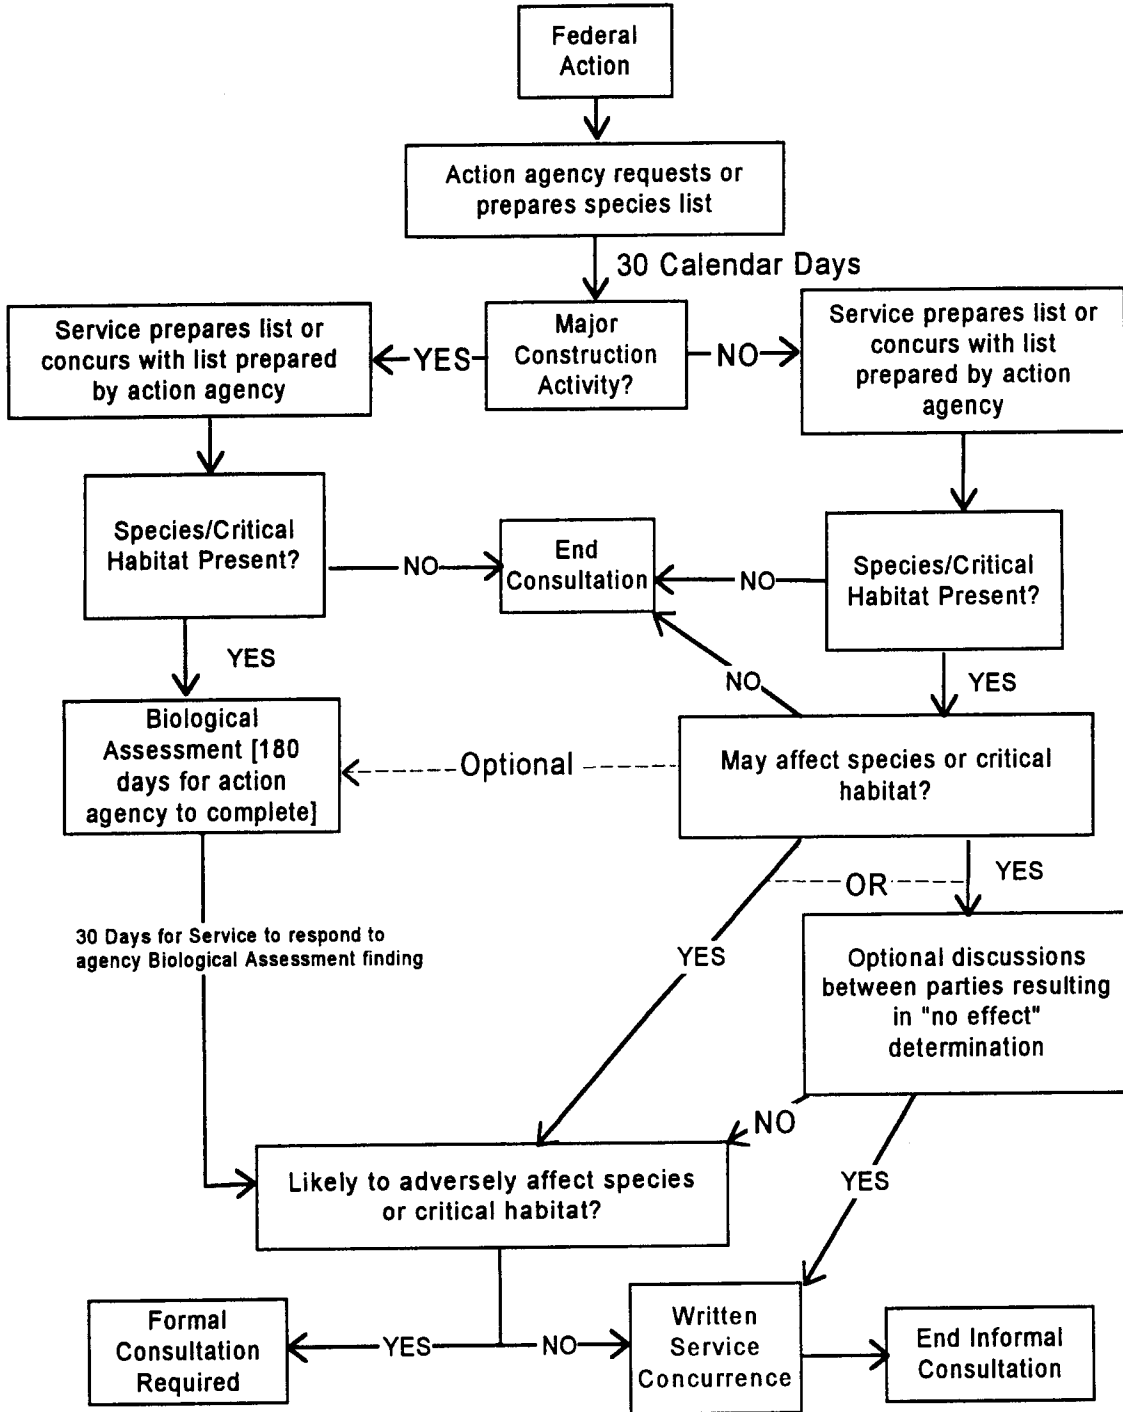 Federal
Action
Action agency requests or
prepares species list
30 Calendar Days
Service prepares list or
concurs with list prepared
by action agency
YES
Major
Construction
Activity?
NO
Service prepares list or
concurs with list
prepared by action
agency
Species/Critical
Habitat Present?
NO
End
Consultation
NO
Species/Critical
Habitat Present?
YES
NO
YES
Biological
Assessment [180
days for action
agency to complete]
Optional
May affect species or critical
habitat?
OR
YES
30 Days for Service to respond to
agency Biological Assessment finding
YES
Optional discussions
between parties resulting
in "no effect"
determination
NO
YES
Likely to adversely affect species
or critical habitat?
Formal
Consultation
Required
YES
NO
Written
Service
Concurrence
End Informal
Consultation